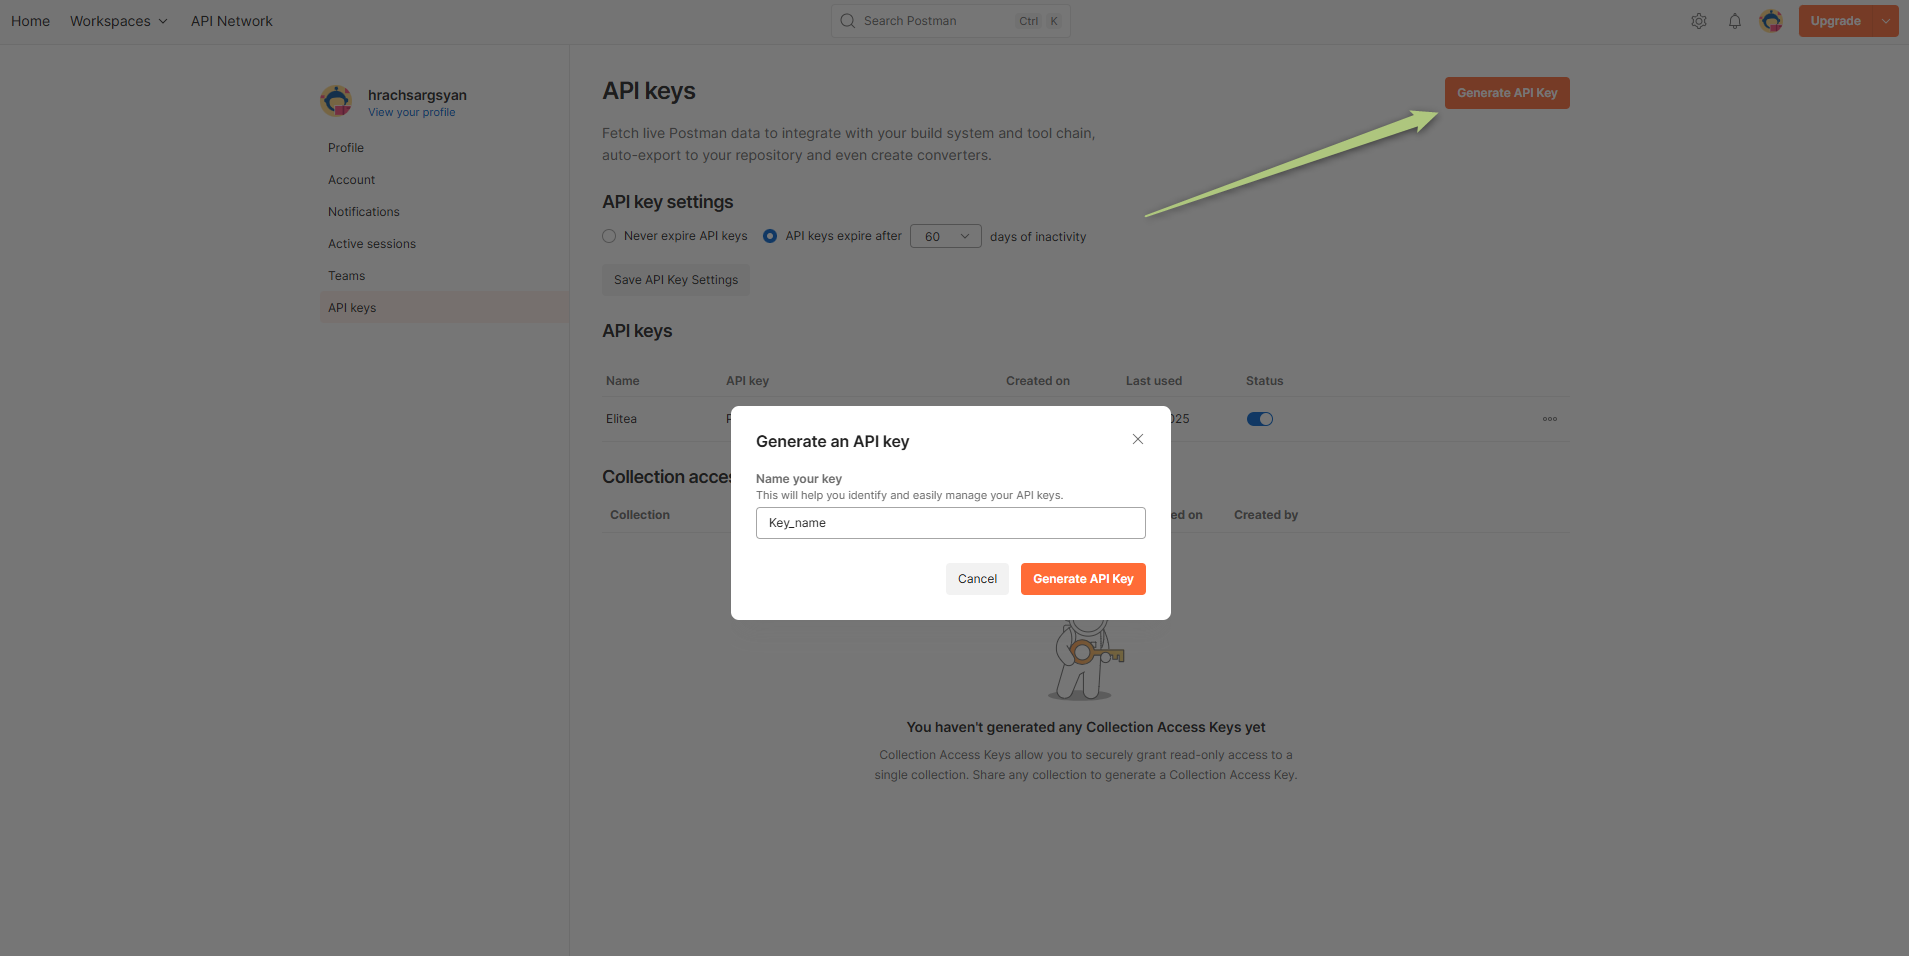 Home Workspaces API Network Search Postman Ctrl K Upgrade
hrachsargsyan
View your profile
Profile
Account
Notifications
Active sessions
Teams
API keys
API keys
Generate API Key
Fetch live Postman data to integrate with your build system and tool chain,
auto-export to your repository and even create converters.
API key settings
Never expire API keys API keys expire after 60 days of inactivity
Save API Key Settings
API keys
Name API key Created on Last used Status
Elitea 025
Collection acce
Collection ed on Created by
Generate an API key
Name your key
This will help you identify and easily manage your API keys.
Key_name
Cancel Generate API Key
You haven't generated any Collection Access Keys yet
Collection Access Keys allow you to securely grant read-only access to a
single collection. Share any collection to generate a Collection Access Key.